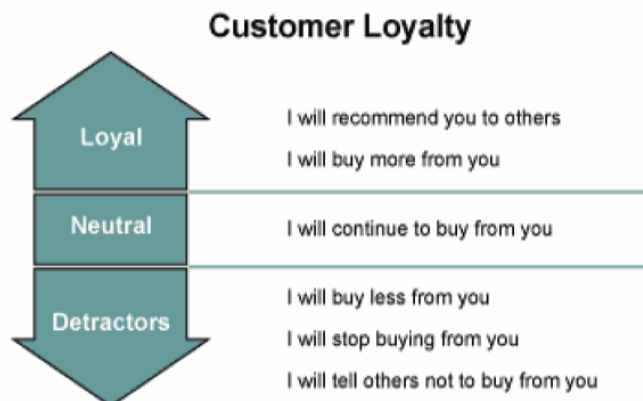 Customer Loyalty
Loyal
I will recommend you to others
I will buy more from you
Neutral
I will continue to buy from you
Detractors
I will buy less from you
I will stop buying from you
I will tell others not to buy from you